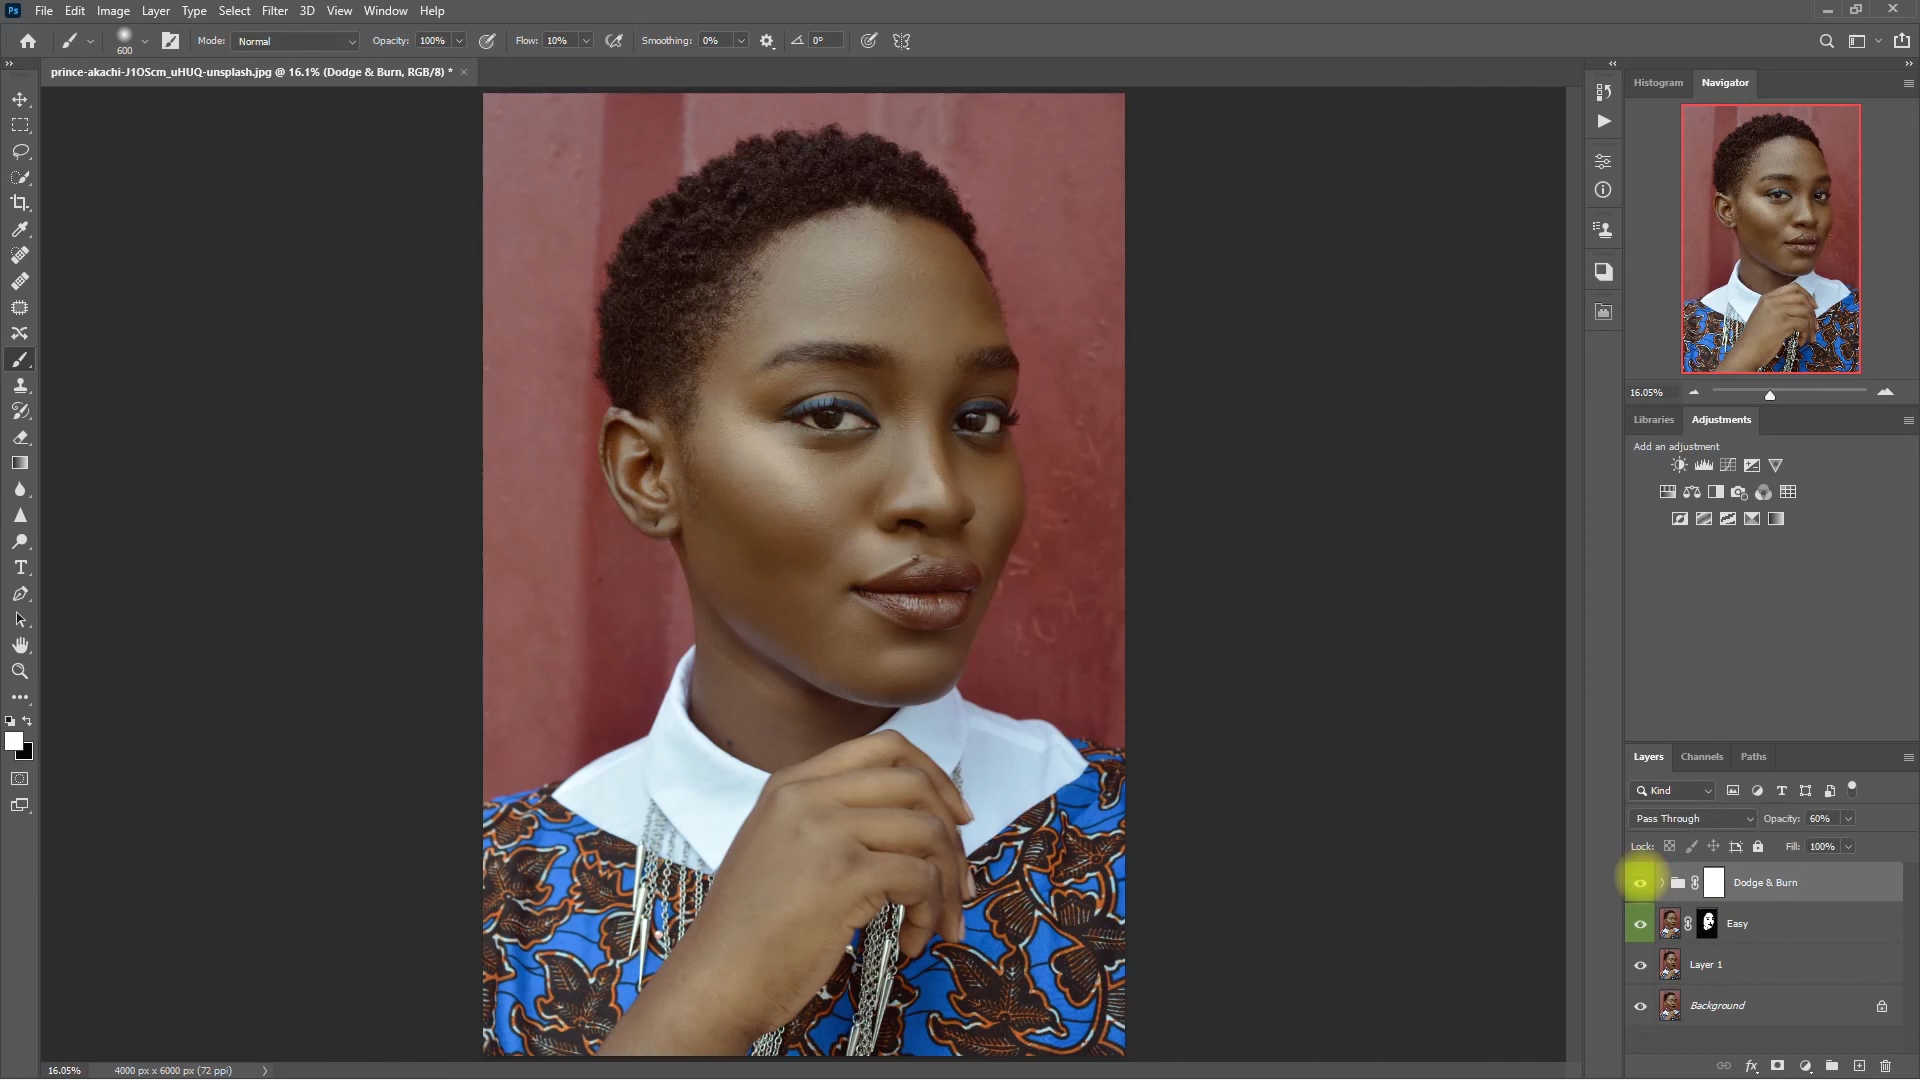 Ps File Edit Image Layer Type Select Filter 3D View Window Help
600 Mode: Normal Opacity: 100% Flow: 10% Smoothing: 0% 0°
prince-akachi-J1OScm_uHUQ-unsplash.jpg @ 16.1% (Dodge & Burn, RGB/8) * ×
Histogram Navigator
16.05%
Libraries Adjustments
Add an adjustment
Layers Channels Paths
Kind
Pass Through Opacity: 60%
Lock: Fill: 100%
Dodge & Burn
Easy
Layer 1
Background
fx
16.05% 4000 px x 6000 px (72 ppi)